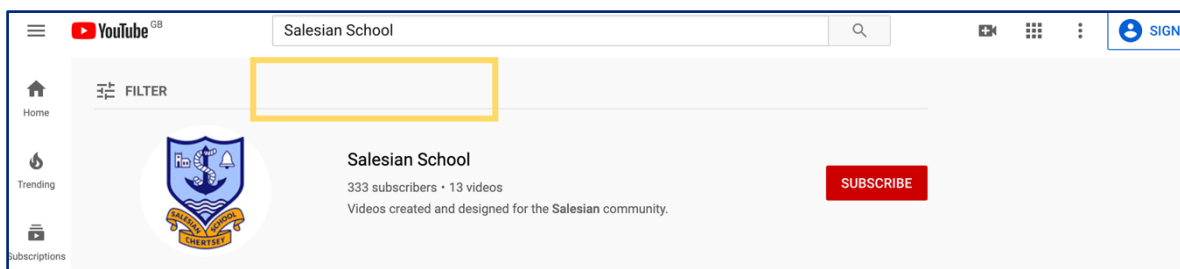 YouTube GB
Salesian School
SIGN
Home
FILTER
Trending
Salesian School
333 subscribers • 13 videos
Videos created and designed for the Salesian community.
SUBSCRIBE
SALESIAN SCHOOL
CHERTSEY
Subscriptions